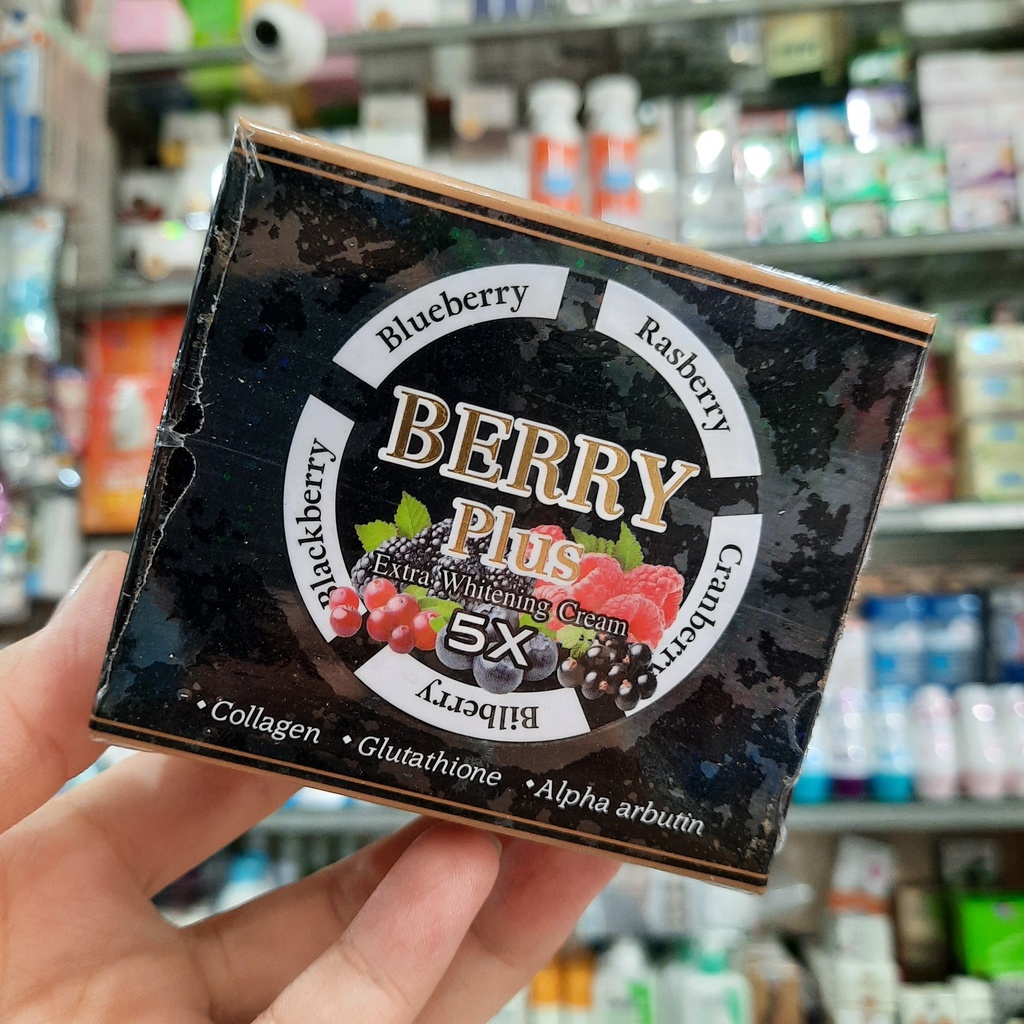 Blueberry
Rasberry
Blackberry
Cranberry
Bilberry
BERRY
Plus
Extra Whitening Cream
5X
• Collagen • Glutathione • Alpha arbutin